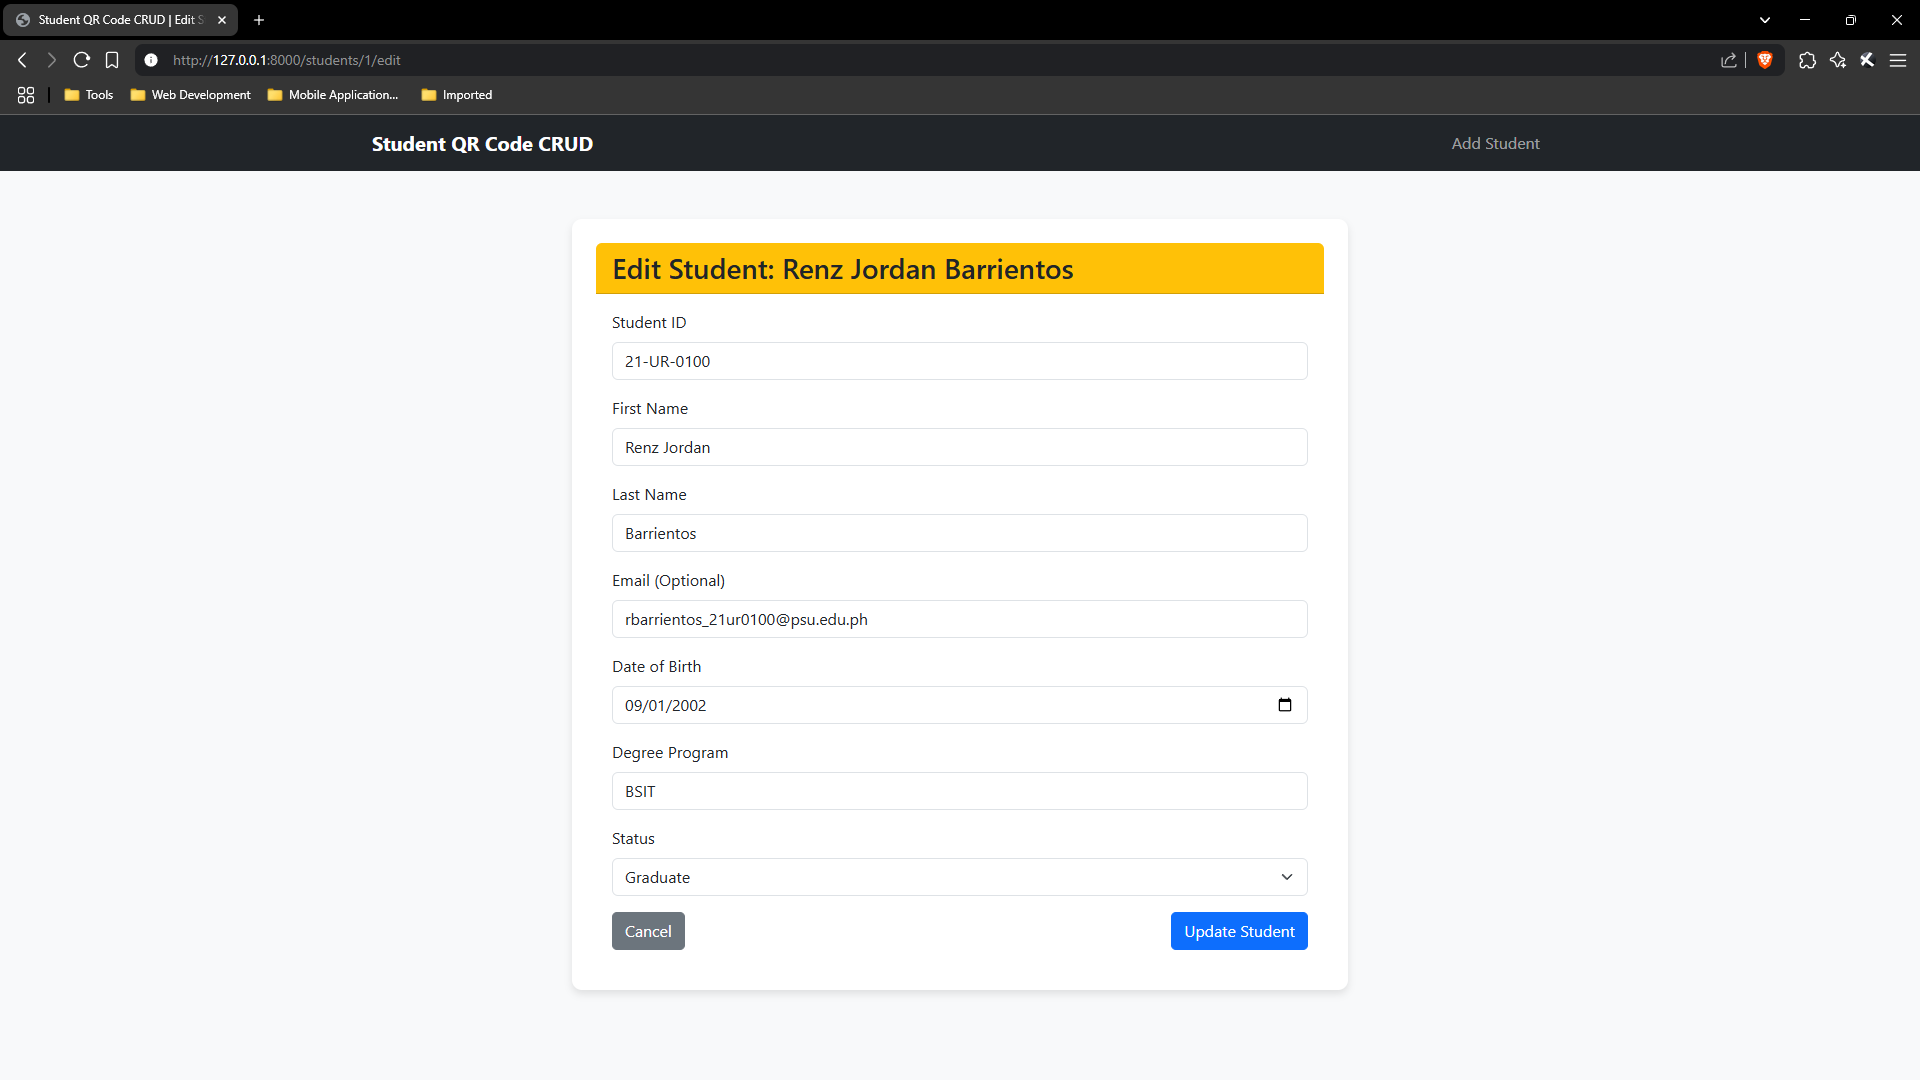 Student QR Code CRUD | Edit S
http://127.0.0.1:8000/students/1/edit
Tools
Web Development
Mobile Application...
Imported
Student QR Code CRUD
Add Student
Edit Student: Renz Jordan Barrientos
Student ID
21-UR-0100
First Name
Renz Jordan
Last Name
Barrientos
Email (Optional)
rbarrientos_21ur0100@psu.edu.ph
Date of Birth
09/01/2002
Degree Program
BSIT
Status
Graduate
Cancel
Update Student